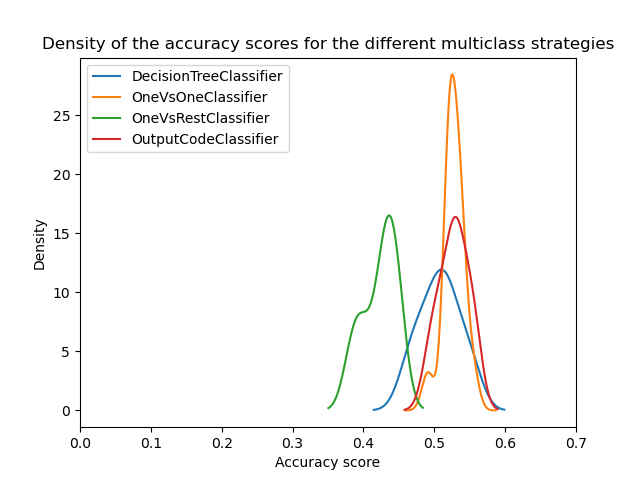 Density of the accuracy scores for the different multiclass strategies
DecisionTreeClassifier
OneVsOneClassifier
OneVsRestClassifier
OutputCodeClassifier
Density
25
20
15
10
5
0
0.0 0.1 0.2 0.3 0.4 0.5 0.6 0.7
Accuracy score